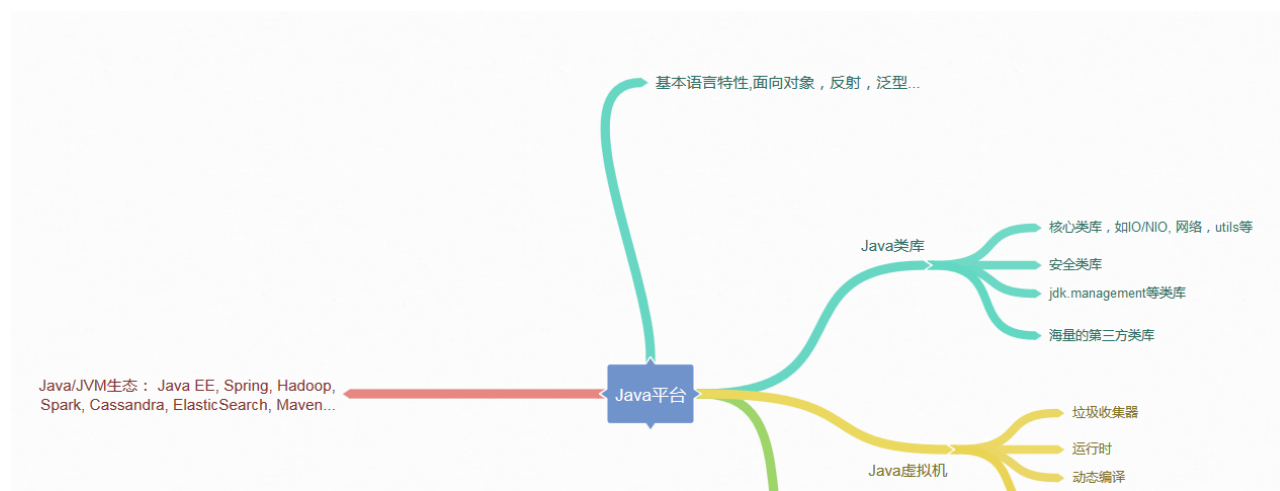 基本语言特性,面向对象，反射，泛型...
Java类库
核心类库，如IO/NIO, 网络，utils等
安全类库
jdk.management等类库
海量的第三方类库
Java/JVM生态： Java EE, Spring, Hadoop,
Spark, Cassandra, ElasticSearch, Maven...
Java平台
Java虚拟机
垃圾收集器
运行时
动态编译